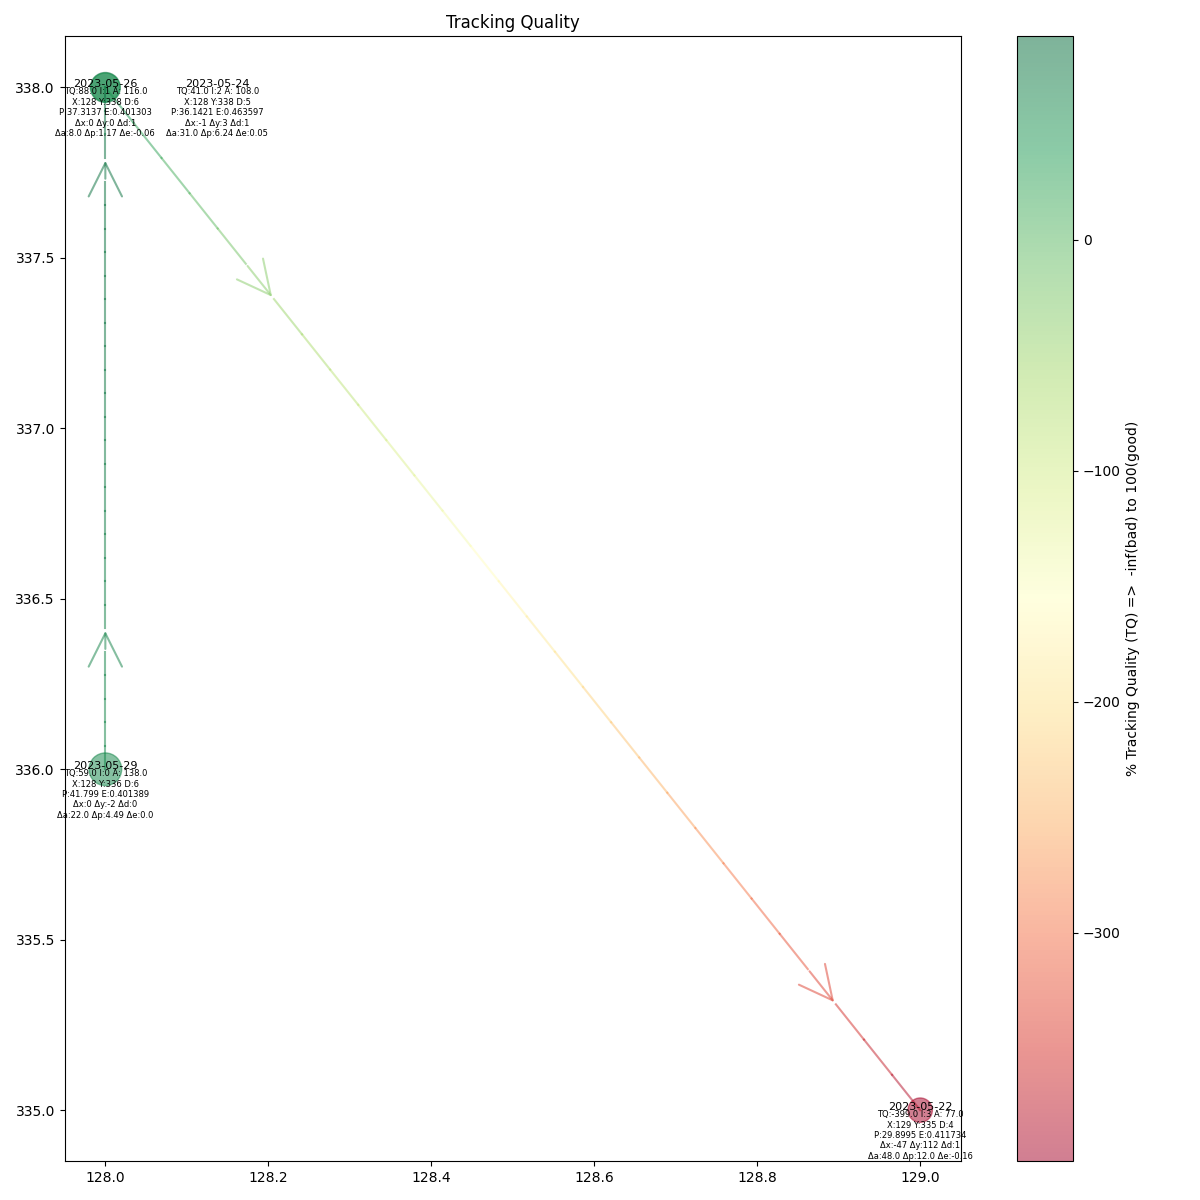 Tracking Quality
338.0
337.5
337.0
336.5
336.0
335.5
335.0
2023-05-26
TQ:88.0 I:1 A: 116.0
X:128 Y:338 D:6
P:37.3137 E:0.401303
Δx:0 Δy:0 Δd:1
Δa:8.0 Δp:1.17 Δe:-0.06
2023-05-24
TQ:41.0 I:2 A: 108.0
X:128 Y:338 D:5
P:36.1421 E:0.463597
Δx:-1 Δy:3 Δd:1
Δa:31.0 Δp:6.24 Δe:0.05
2023-05-29
TQ:59.0 I:0 A: 138.0
X:128 Y:336 D:6
P:41.799 E:0.401389
Δx:0 Δy:-2 Δd:0
Δa:22.0 Δp:4.49 Δe:0.0
2023-05-22
TQ:-399.0 I:3 A: 77.0
X:129 Y:335 D:4
P:29.8995 E:0.411734
Δx:-47 Δy:112 Δd:1
Δa:48.0 Δp:12.0 Δe:-0.16
128.0 128.2 128.4 128.6 128.8 129.0
0
−100
−200
−300
% Tracking Quality (TQ) => -inf(bad) to 100(good)